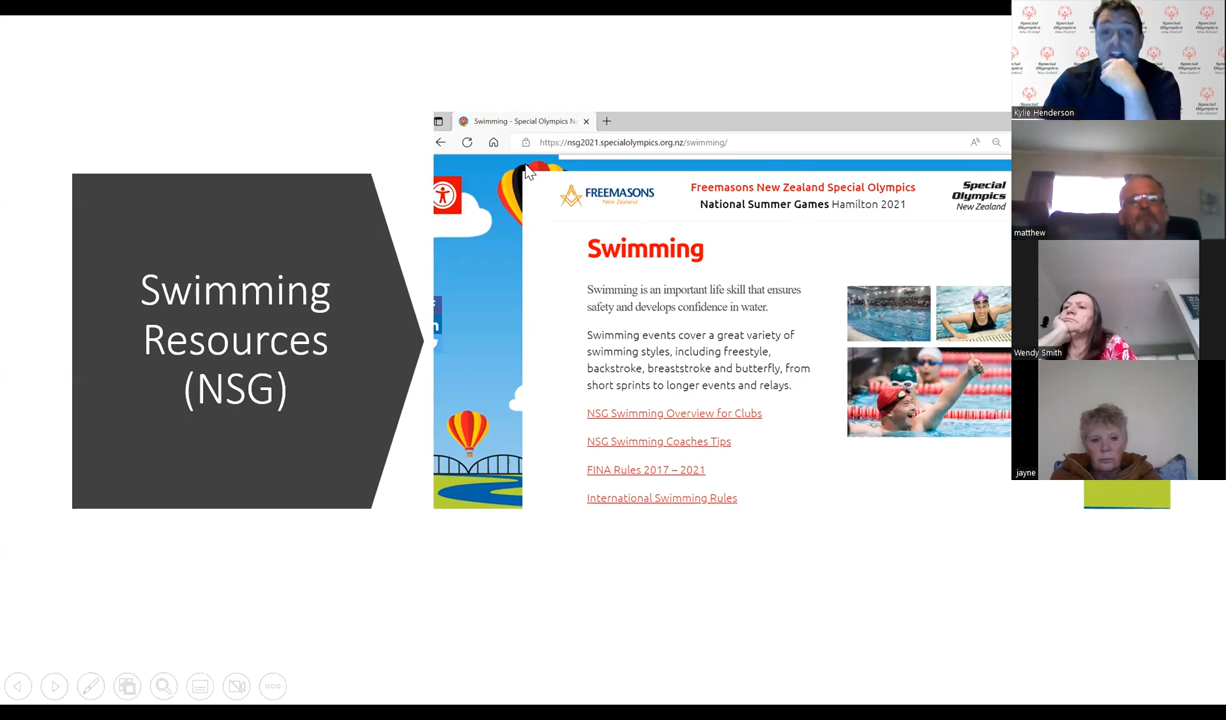 Swimming
Resources
(NSG)
Swimming - Special Olympics N
https://nsg2021.specialolympics.org.nz/swimming/
FREEMASONS
New Zealand
Freemasons New Zealand Special Olympics
National Summer Games Hamilton 2021
Special
Olympics
New Zealand
Swimming
Swimming is an important life skill that ensures
safety and develops confidence in water.
Swimming events cover a great variety of
swimming styles, including freestyle,
backstroke, breaststroke and butterfly, from
short sprints to longer events and relays.
NSG Swimming Overview for Clubs
NSG Swimming Coaches Tips
FINA Rules 2017 – 2021
International Swimming Rules
Special
Olympics
Kylie Henderson
matthew
Wendy Smith
jayne